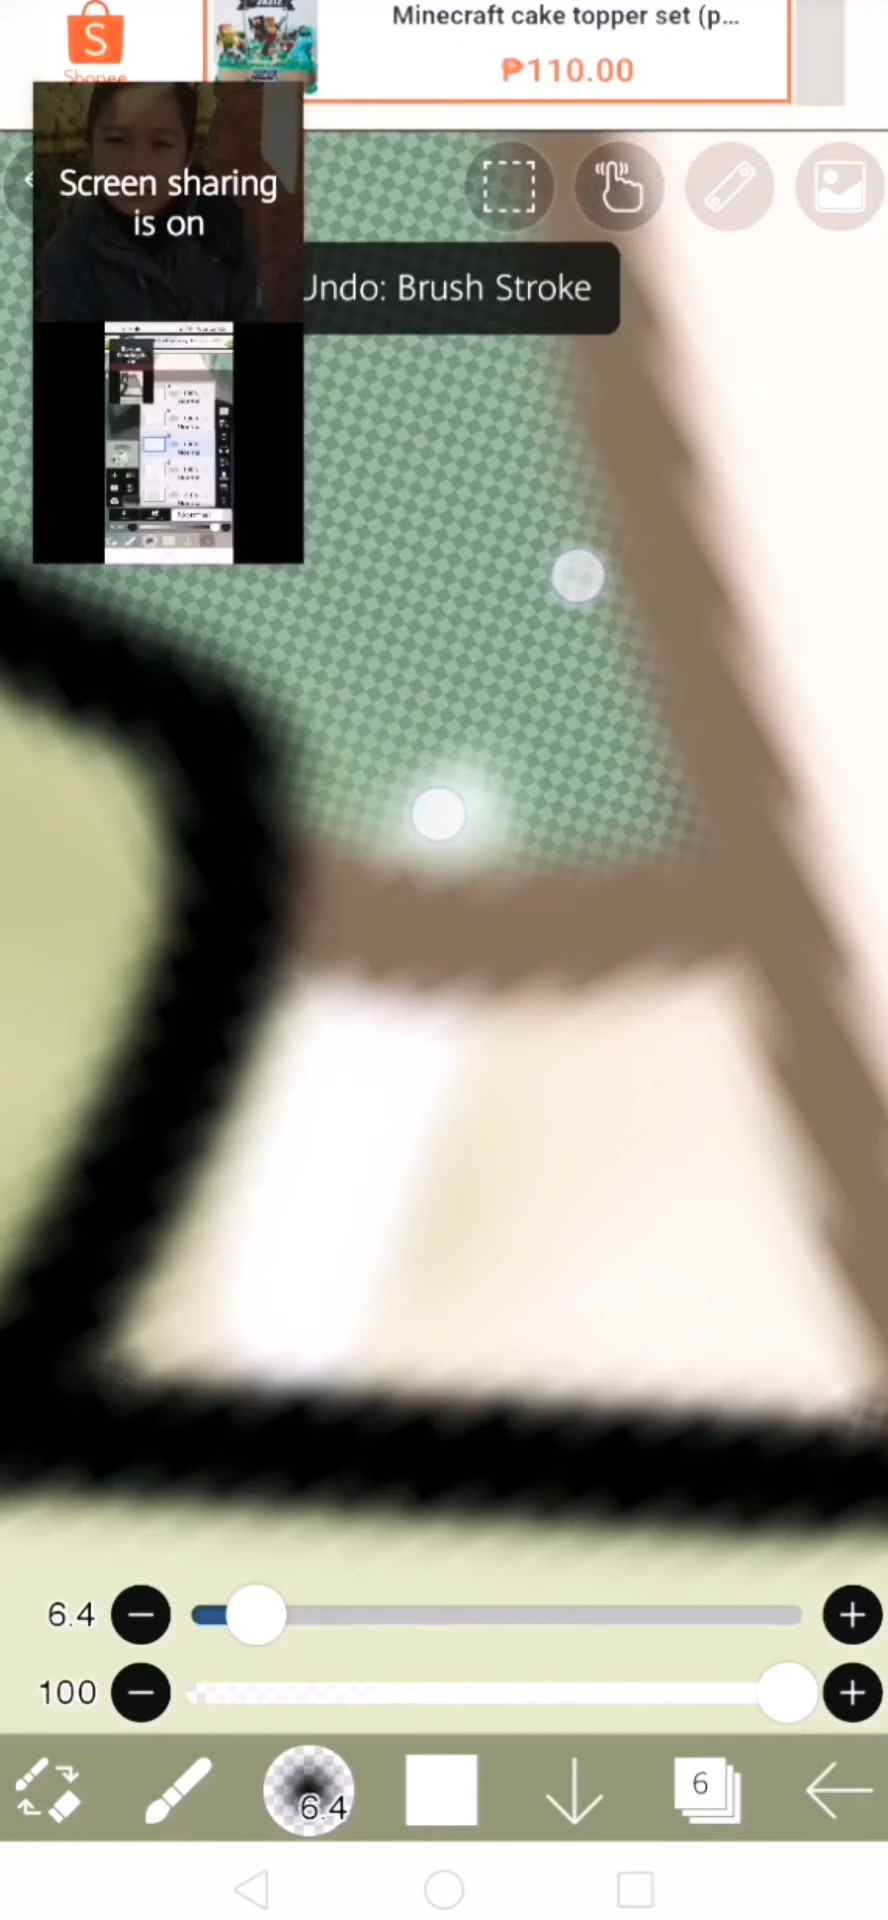 Minecraft cake topper set (p...
S
Shopee
₱110.00
Screen sharing
is on
Undo: Brush Stroke
Normal
6.4
100
6.4
6